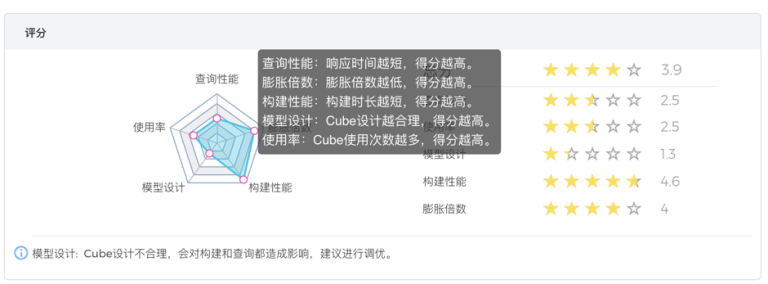 评分
查询性能
使用率
模型设计
构建性能
查询性能：响应时间越短，得分越高。
膨胀倍数：膨胀倍数越低，得分越高。
构建性能：构建时长越短，得分越高。
模型设计：Cube设计越合理，得分越高。
使用率：Cube使用次数越多，得分越高。
3.9
2.5
使用率 2.5
模型设计 1.3
构建性能 4.6
膨胀倍数 4
模型设计：Cube设计不合理，会对构建和查询都造成影响，建议进行调优。